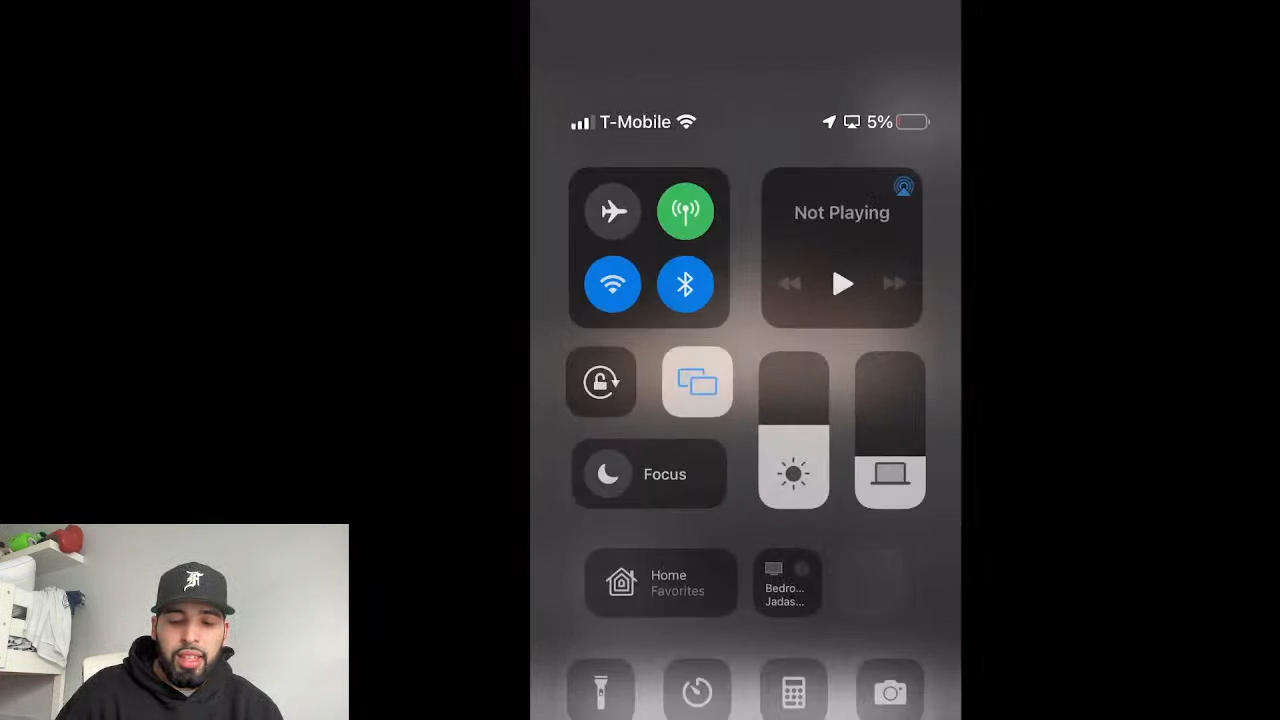 T-Mobile 5%
Not Playing
Focus
Home
Favorites
Bedro...
Jadas...